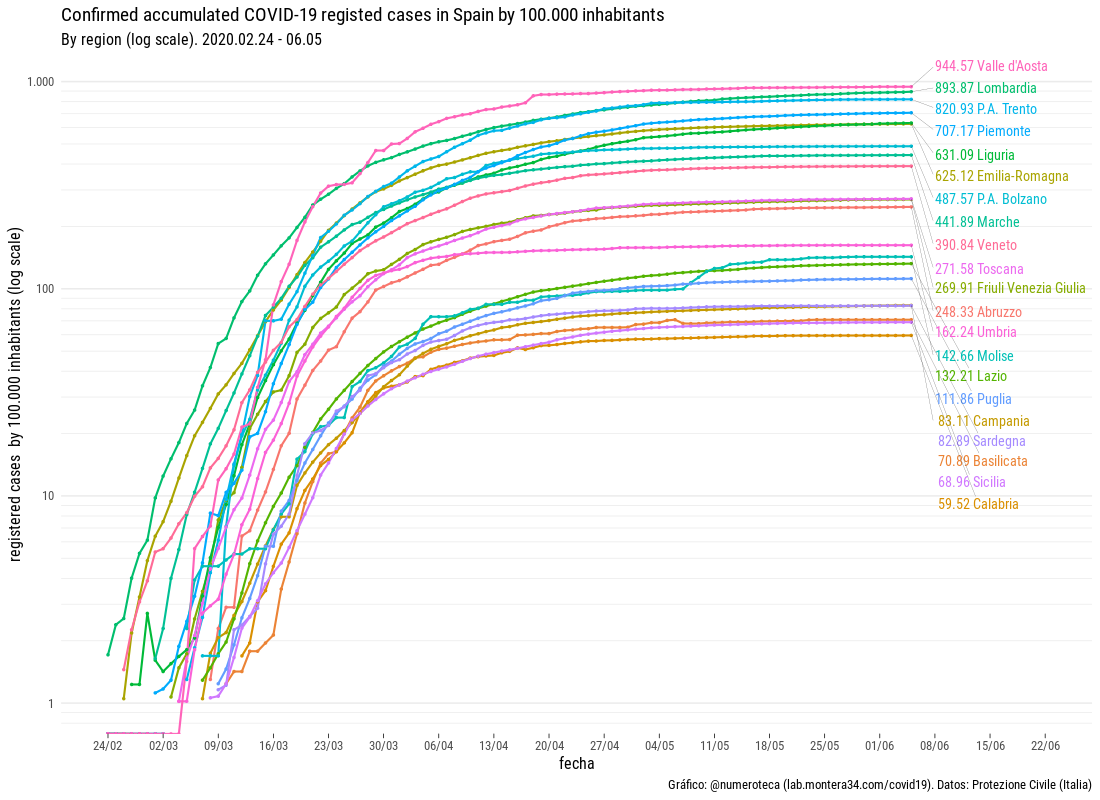 Confirmed accumulated COVID-19 registed cases in Spain by 100.000 inhabitants
By region (log scale). 2020.02.24 - 06.05
registered cases by 100.000 inhabitants (log scale)
1.000
100
10
1
944.57 Valle d'Aosta
893.87 Lombardia
820.93 P.A. Trento
707.17 Piemonte
631.09 Liguria
625.12 Emilia-Romagna
487.57 P.A. Bolzano
441.89 Marche
390.84 Veneto
271.58 Toscana
269.91 Friuli Venezia Giulia
248.33 Abruzzo
162.24 Umbria
142.66 Molise
132.21 Lazio
111.86 Puglia
83.11 Campania
82.89 Sardegna
70.89 Basilicata
68.96 Sicilia
59.52 Calabria
24/02 02/03 09/03 16/03 23/03 30/03 06/04 13/04 20/04 27/04 04/05 11/05 18/05 25/05 01/06 08/06 15/06 22/06
fecha
Gráfico: @numeroteca (lab.montera34.com/covid19). Datos: Protezione Civile (Italia)